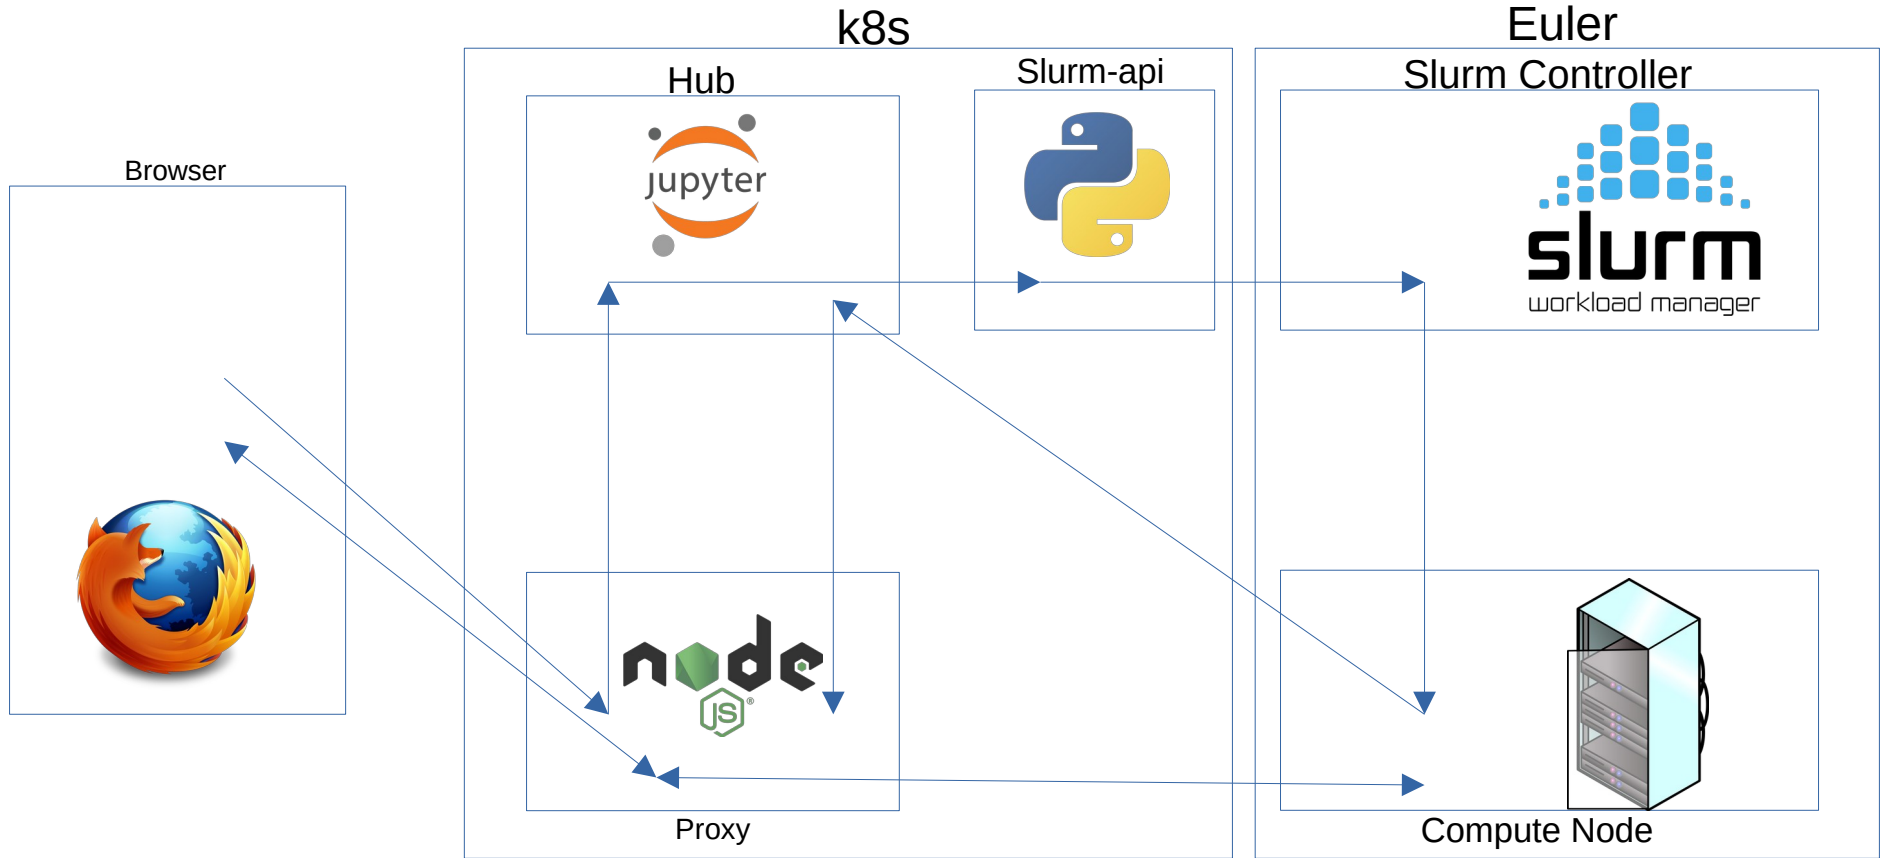 k8s
Euler
Hub
Slurm-api
Slurm Controller
Browser
jupyter
slurm
workload manager
node
JS®
Proxy
Compute Node